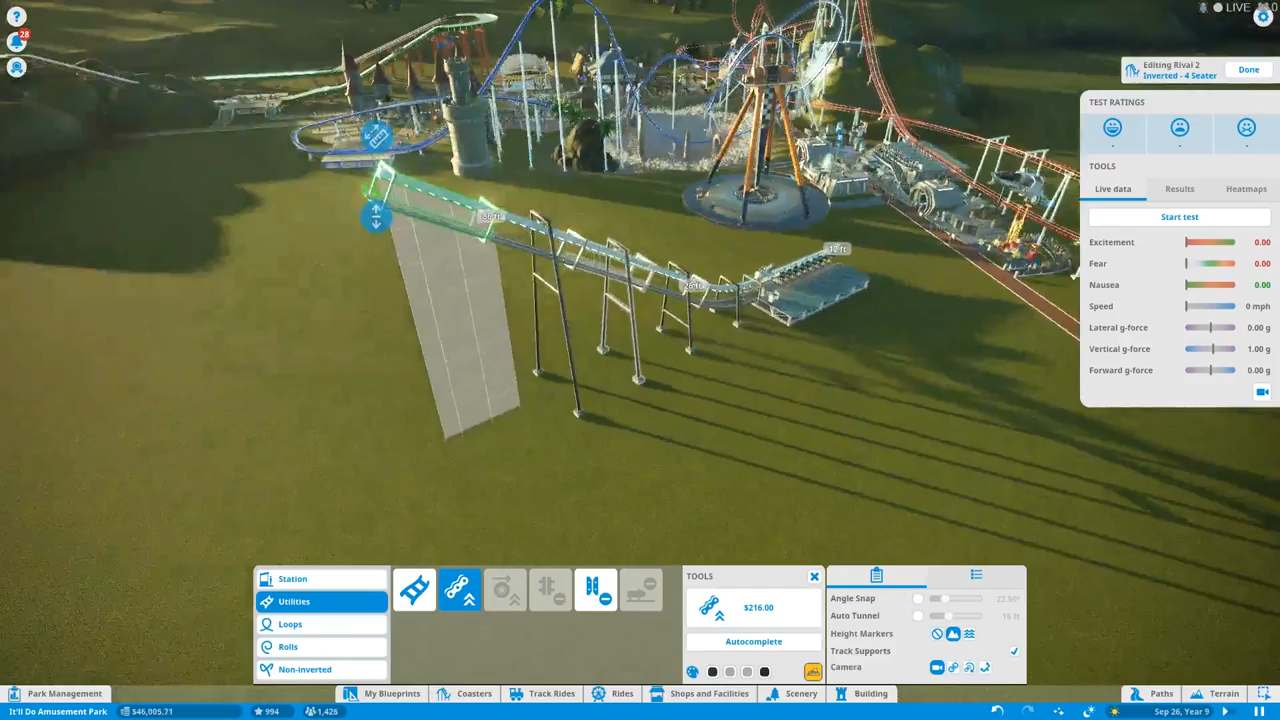 LIVE
28
Editing Rival 2
Inverted - 4 Seater
Done
TEST RATINGS
- - -
TOOLS
Live data Results Heatmaps
Start test
Excitement 0.00
Fear 0.00
Nausea 0.00
Speed 0 mph
Lateral g-force 0.00 g
Vertical g-force 1.00 g
Forward g-force 0.00 g
12 ft
Station
Utilities
Loops
Rolls
Non-inverted
TOOLS
$216.00
Autocomplete
Angle Snap 22.50°
Auto Tunnel 16 ft
Height Markers
Track Supports
Camera
Park Management My Blueprints Coasters Track Rides Rides Shops and Facilities Scenery Building Paths Terrain
It'll Do Amusement Park $46,005.71 994 1,426 Sep 26, Year 9